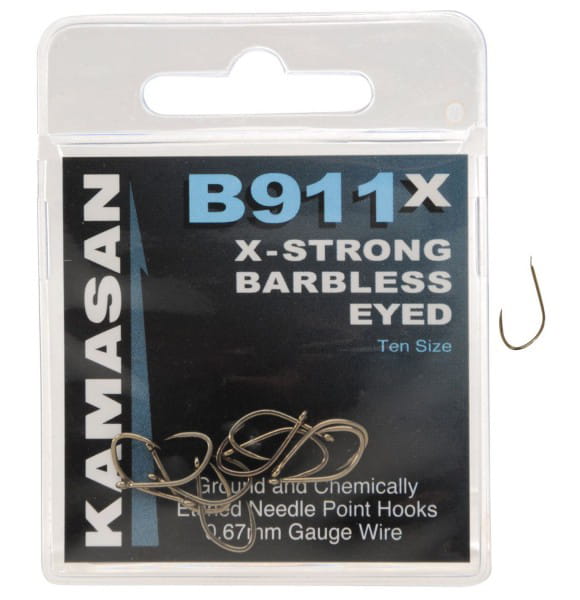 KAMASAN
B911X
X-STRONG
BARBLESS
EYED
Ten Size
Ground and Chemically
Etched Needle Point Hooks
0.67mm Gauge Wire